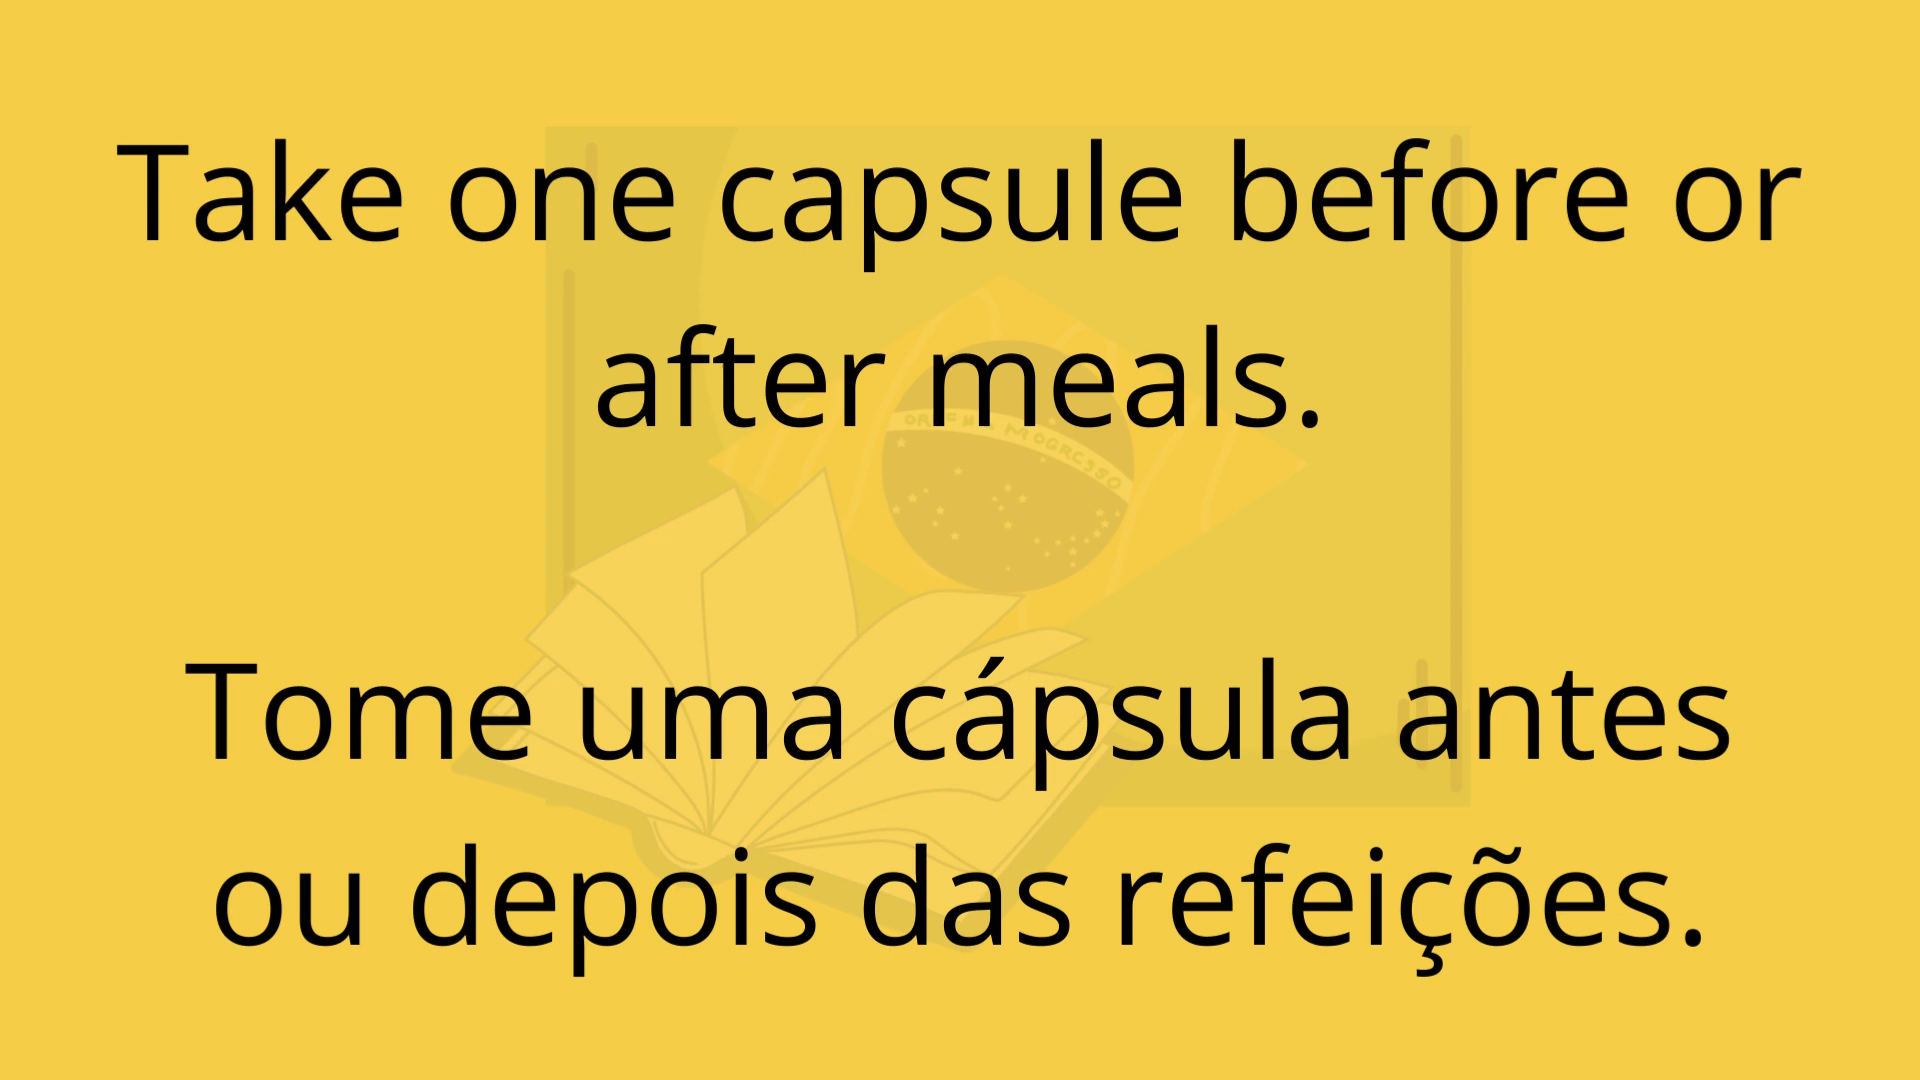 Take one capsule before or
after meals.
Tome uma cápsula antes
ou depois das refeições.